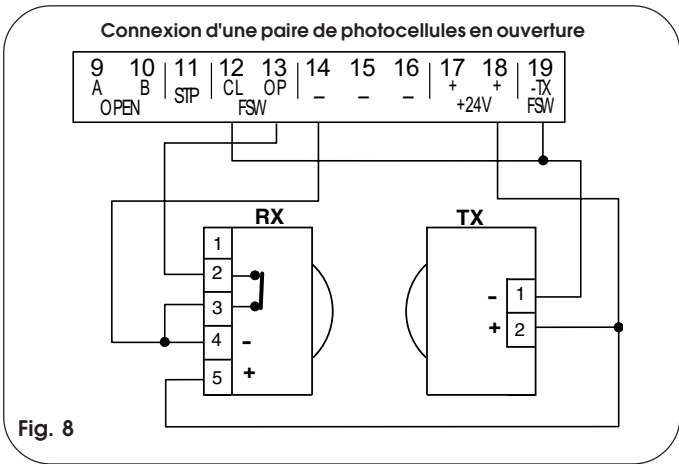 Connexion d'une paire de photocellules en ouverture
9 10 11 12 13 14 15 16 17 18 19
A B STP CL OP – – – + + -TX
OPEN FSW +24V FSW
RX TX
1
2
3
4 -
5 +
- 1
+ 2
Fig. 8